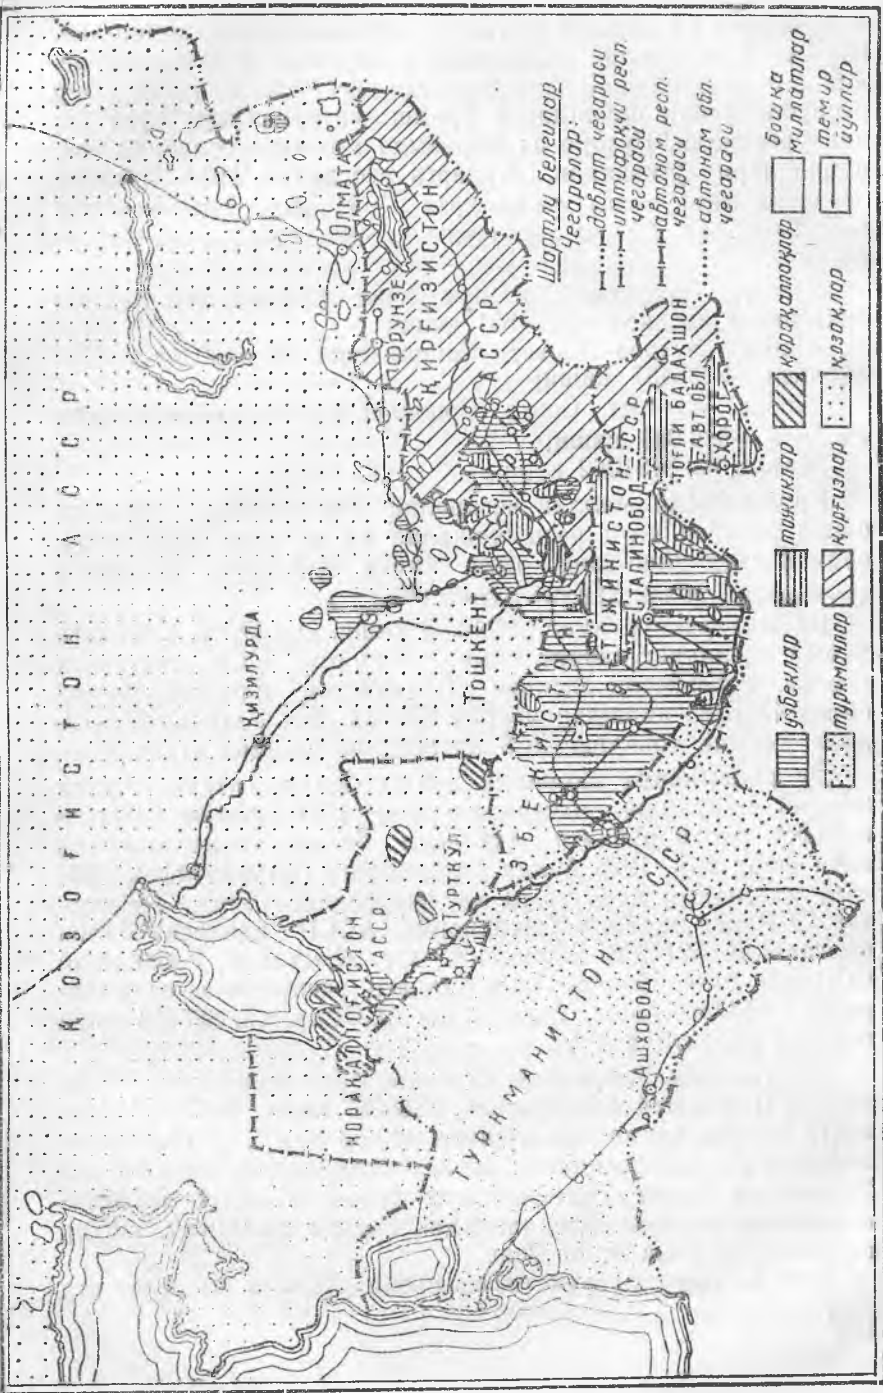 ҚОЗОҒИСТОН АССР
Қизилурда
Олмата
Фрунзе
ҚИРҒИЗИСТОН
АССР
ҚОРАҚАЛПОҒИСТОН
АССР
Турткул
Тошкент
ЎЗБЕКИСТОН
ССР
ТОЖИКИСТОН ССР
Сталинобод
ТОҒЛИ БАДАХШОН
АВТ ОБЛ
ХОРОГ
ТУРКМАНИСТОН ССР
Ашхобод
Шартли белгилар
Чегаралар:
давлат чегараси
иттифоқчи респ.
чегараси
автоном респ.
чегараси
автоном обл.
чегараси
ўзбеклар
тожиклар
қорақалпоқлар
бошқа
миллатлар
туркманлар
қирғизлар
қозоқлар
темир
йўллар